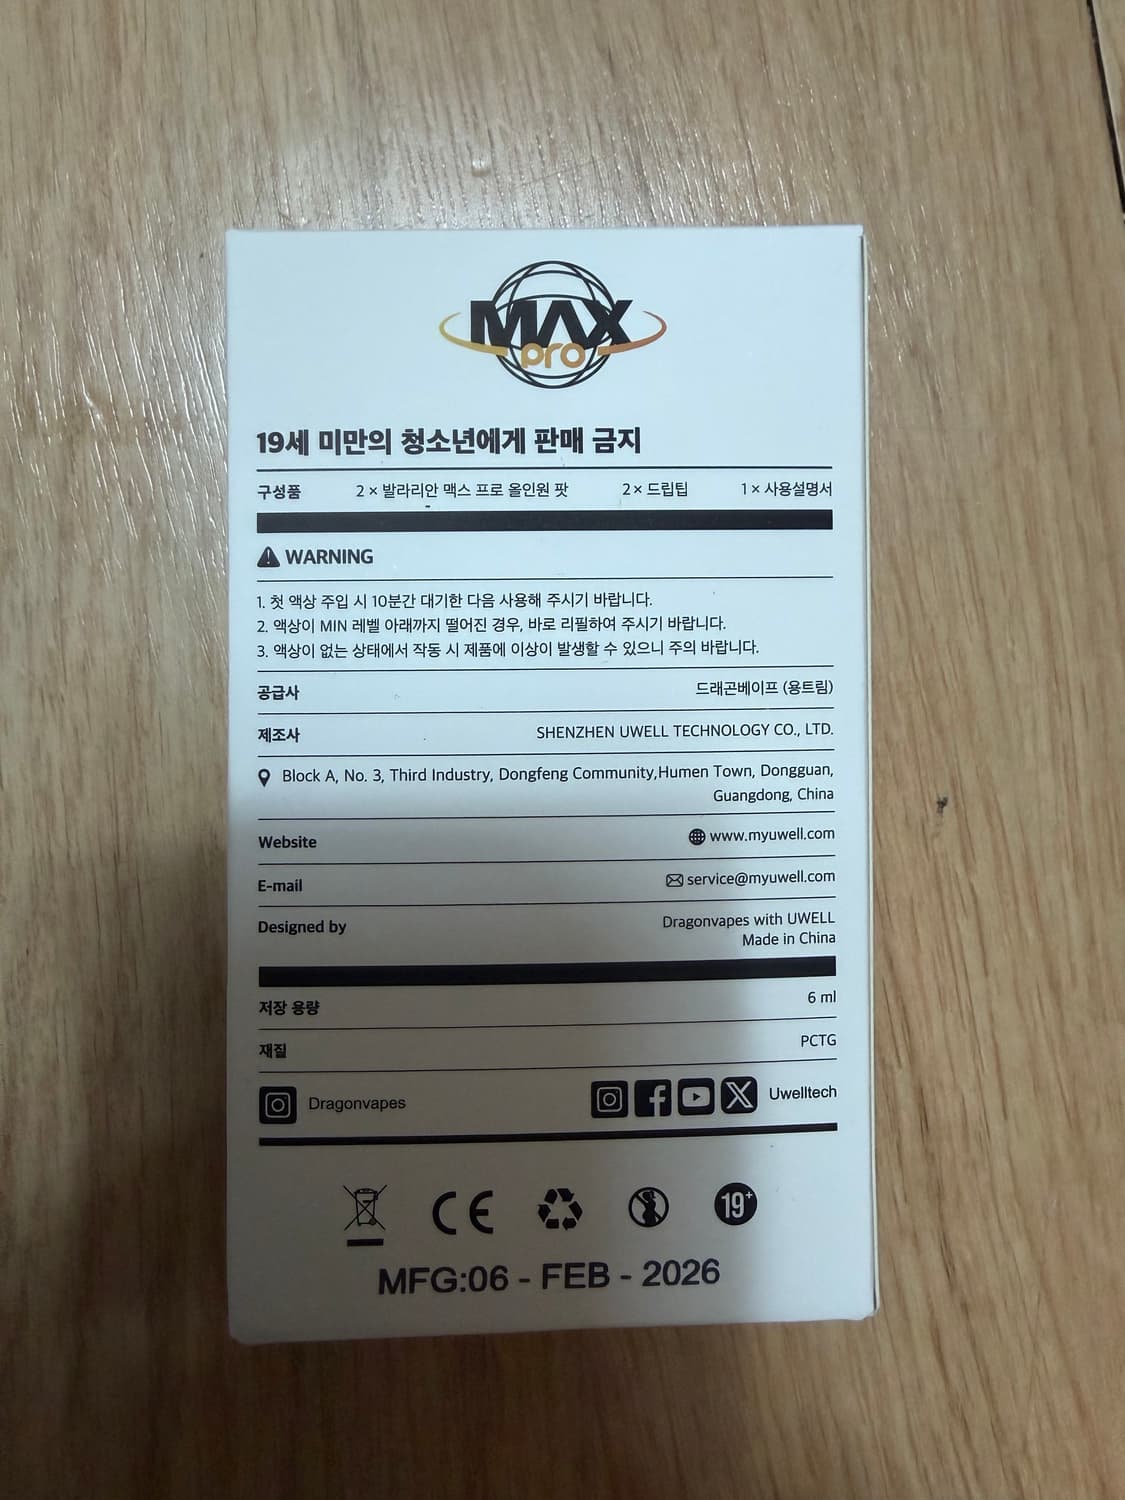 MAX
pro
19세 미만의 청소년에게 판매 금지
구성품 2 × 발라리안 맥스 프로 올인원 팟 2 × 드립팁 1 × 사용설명서
WARNING
1. 첫 액상 주입 시 10분간 대기한 다음 사용해 주시기 바랍니다.
2. 액상이 MIN 레벨 아래까지 떨어진 경우, 바로 리필하여 주시기 바랍니다.
3. 액상이 없는 상태에서 작동 시 제품에 이상이 발생할 수 있으니 주의 바랍니다.
공급사 드래곤베이프 (용트림)
제조사 SHENZHEN UWELL TECHNOLOGY CO., LTD.
Block A, No. 3, Third Industry, Dongfeng Community,Humen Town, Dongguan,
Guangdong, China
Website www.myuwell.com
E-mail service@myuwell.com
Designed by Dragonvapes with UWELL
Made in China
저장 용량 6 ml
재질 PCTG
Dragonvapes Uwelltech
CE 19+
MFG:06 - FEB - 2026